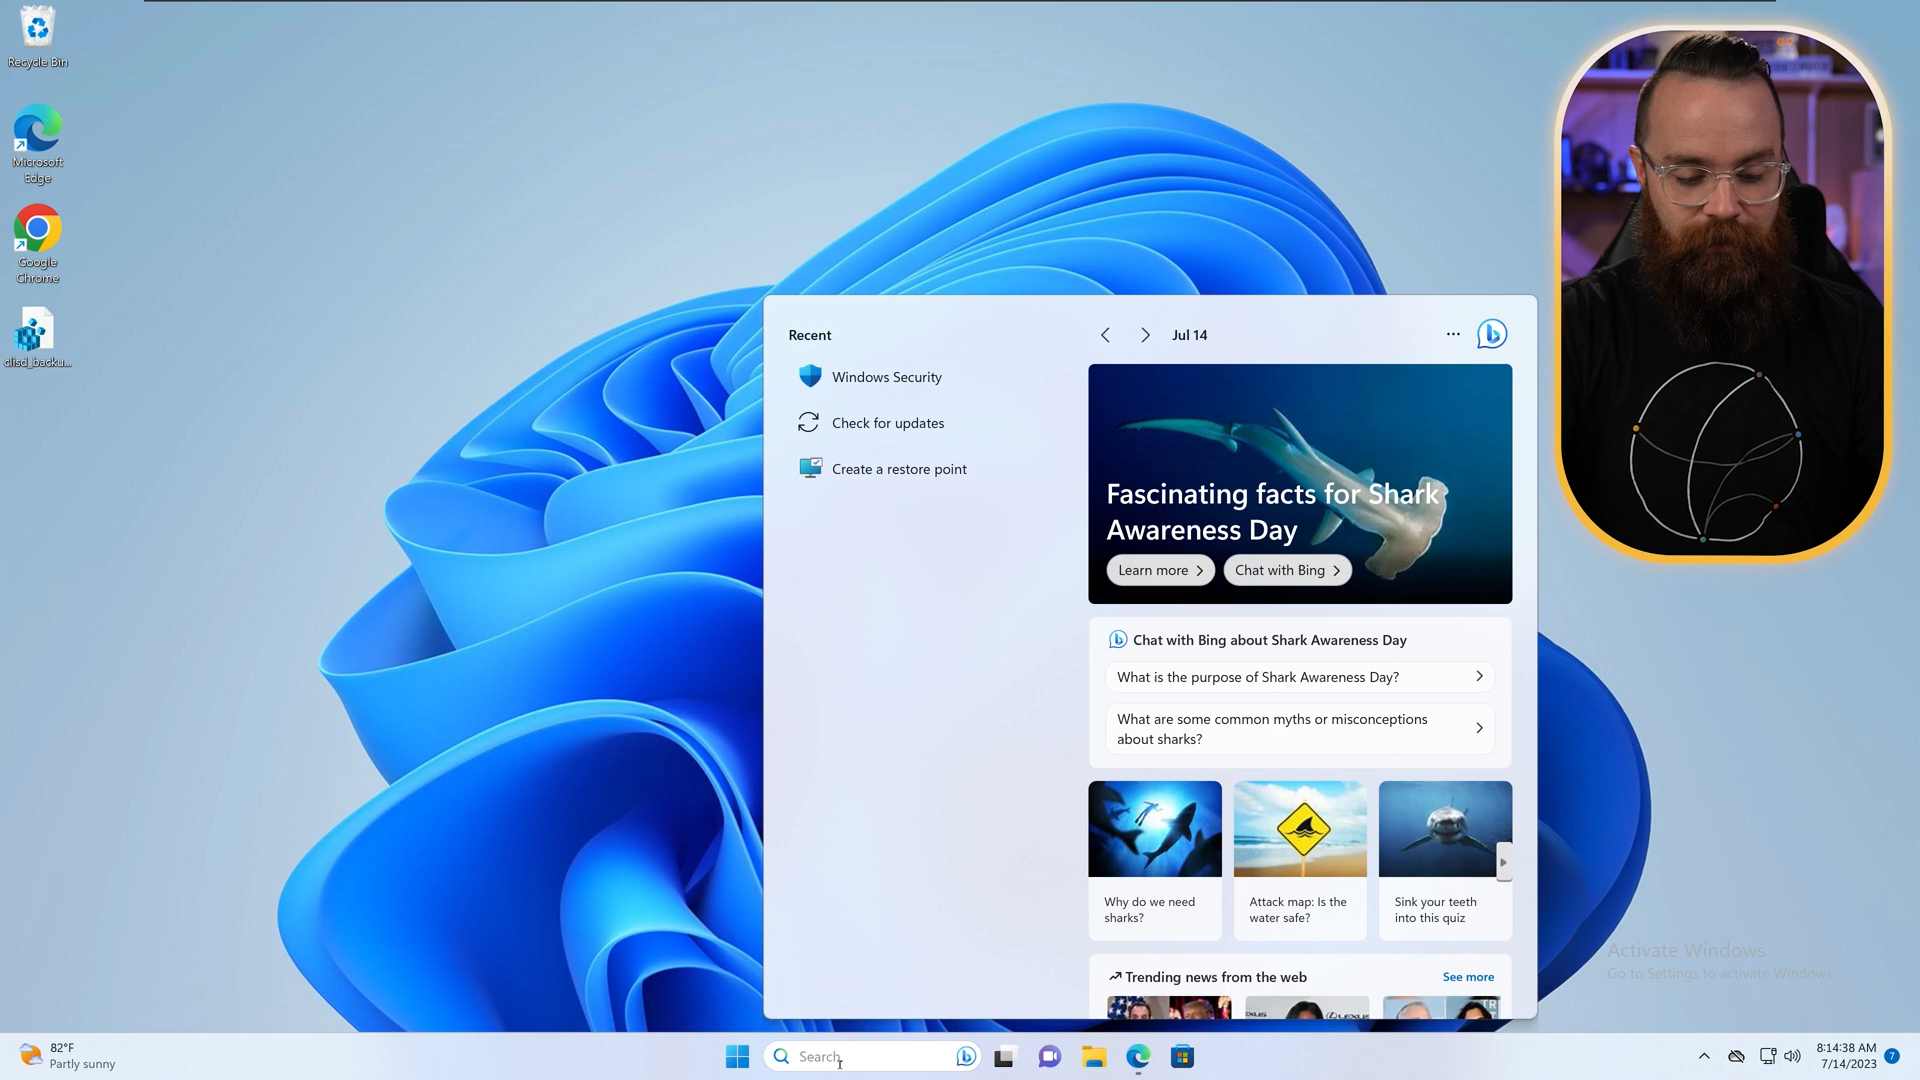 Recycle Bin
Microsoft
Edge
Google
Chrome
clisd_backu...
Recent
Windows Security
Check for updates
Create a restore point
Jul 14
Fascinating facts for Shark
Awareness Day
Learn more
Chat with Bing
Chat with Bing about Shark Awareness Day
What is the purpose of Shark Awareness Day?
What are some common myths or misconceptions
about sharks?
Why do we need
sharks?
Attack map: Is the
water safe?
Sink your teeth
into this quiz
Trending news from the web
See more
Activate Windows
Go to Settings to activate Windows.
82°F
Partly sunny
Search
8:14:38 AM
7/14/2023
7